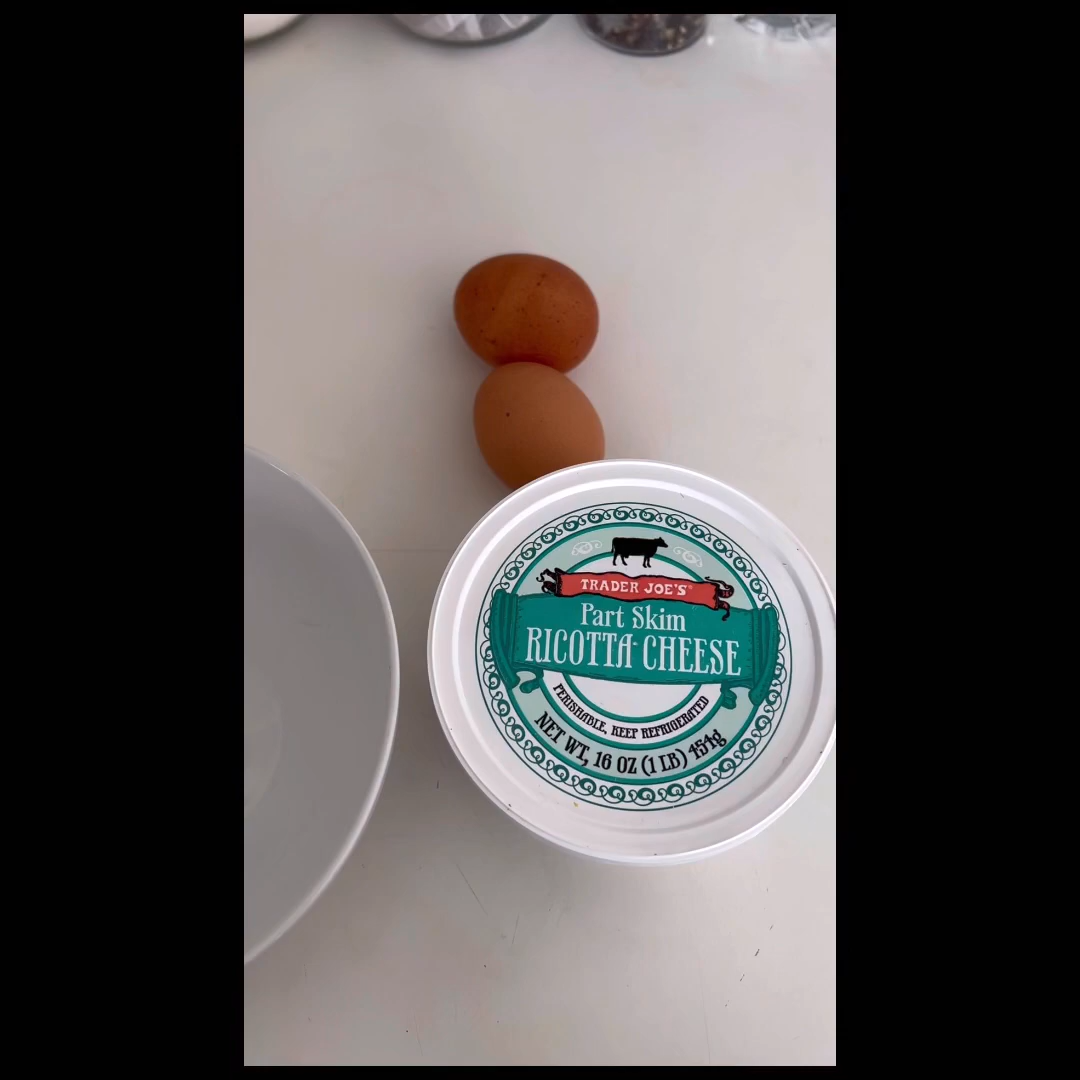 TRADER JOE'S
Part Skim
RICOTTA CHEESE
PERISHABLE, KEEP REFRIGERATED
NET WT, 16 OZ (1 LB) 454g